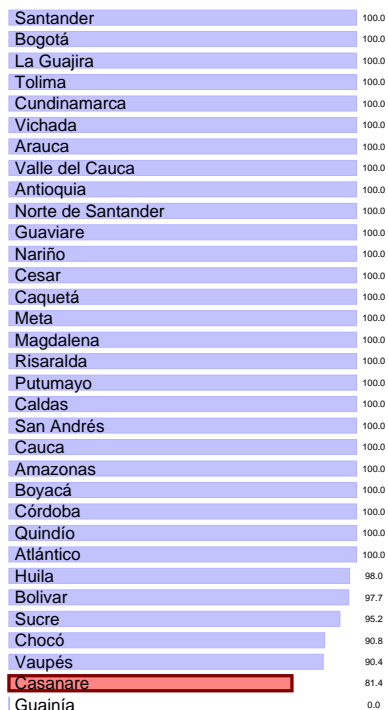 Santander 100.0
Bogotá 100.0
La Guajira 100.0
Tolima 100.0
Cundinamarca 100.0
Vichada 100.0
Arauca 100.0
Valle del Cauca 100.0
Antioquia 100.0
Norte de Santander 100.0
Guaviare 100.0
Nariño 100.0
Cesar 100.0
Caquetá 100.0
Meta 100.0
Magdalena 100.0
Risaralda 100.0
Putumayo 100.0
Caldas 100.0
San Andrés 100.0
Cauca 100.0
Amazonas 100.0
Boyacá 100.0
Córdoba 100.0
Quindío 100.0
Atlántico 100.0
Huila 98.0
Bolivar 97.7
Sucre 95.2
Chocó 90.8
Vaupés 90.4
Casanare 81.4
Guainía 0.0